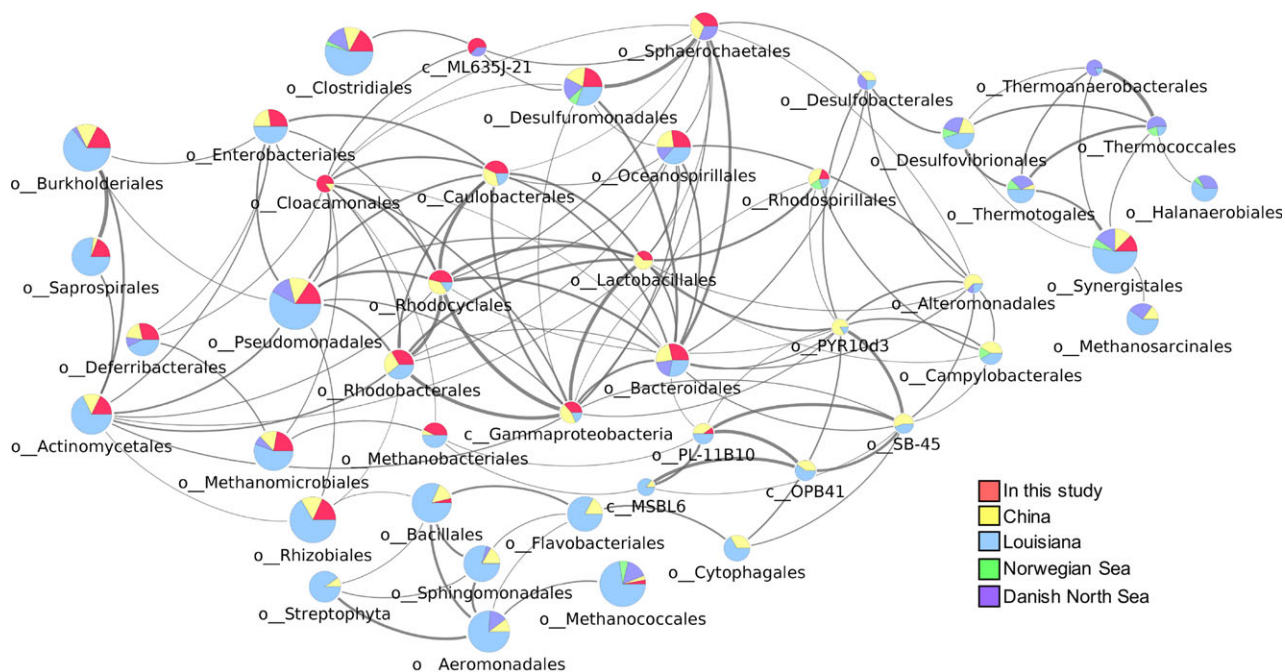 o__Sphaerochaetales
c__ML635J-21
o__Clostridiales
o__Desulfobacterales
o__Thermoanaerobacterales
o__Desulfuromonadales
o__Enterobacteriales
o__Oceanospirillales
o__Desulfovibrionales
o__Thermococcales
o__Burkholderiales
o__Cloacamonales
o__Caulobacterales
o__Rhodospirillales
o__Thermotogales
o__Halanaerobiales
o__Saprospirales
o__Rhodocyclales
o__Lactobacillales
o__Alteromonadales
o__Synergistales
o__Pseudomonadales
o__PYR10d3
o__Methanosarcinales
o__Deferribacterales
o__Rhodobacterales
o__Bacteroidales
o__Campylobacterales
o__Actinomycetales
c__Gammaproteobacteria
o__SB-45
o__Methanobacteriales
o__PL-11B10
o__Methanomicrobiales
c__OPB41
c__MSBL6
o__Rhizobiales
o__Bacillales
o__Flavobacteriales
o__Cytophagales
o__Sphingomonadales
o__Streptophyta
o__Methanococcales
o__Aeromonadales
In this study
China
Louisiana
Norwegian Sea
Danish North Sea